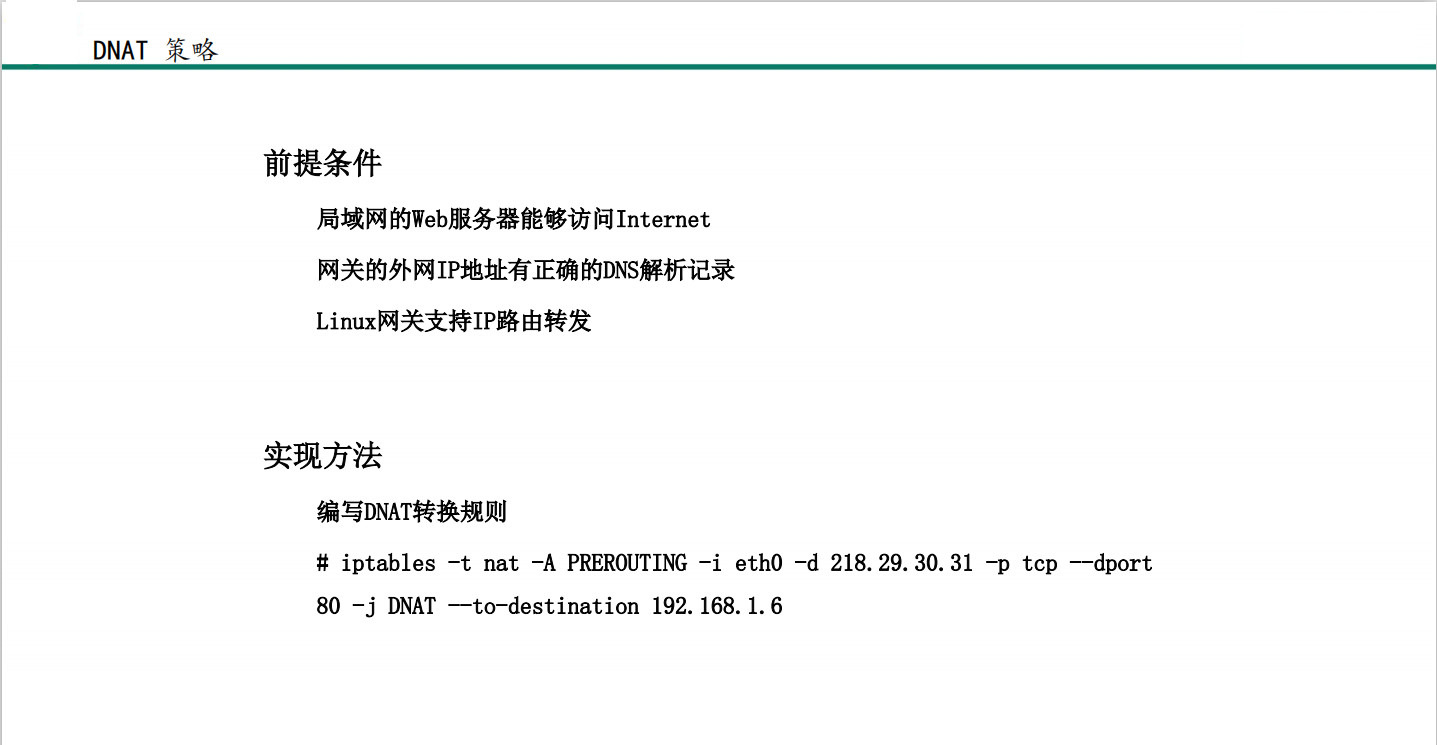 DNAT 策略
前提条件
局域网的Web服务器能够访问Internet
网关的外网IP地址有正确的DNS解析记录
Linux网关支持IP路由转发
实现方法
编写DNAT转换规则
# iptables -t nat -A PREROUTING -i eth0 -d 218.29.30.31 -p tcp --dport
80 -j DNAT --to-destination 192.168.1.6